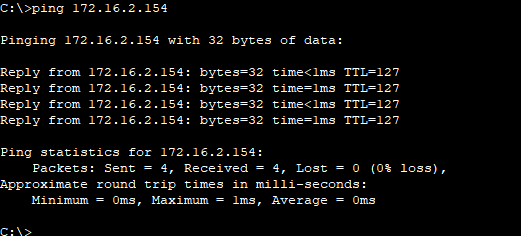 C:\>ping 172.16.2.154
Pinging 172.16.2.154 with 32 bytes of data:
Reply from 172.16.2.154: bytes=32 time<1ms TTL=127
Reply from 172.16.2.154: bytes=32 time=1ms TTL=127
Reply from 172.16.2.154: bytes=32 time<1ms TTL=127
Reply from 172.16.2.154: bytes=32 time=1ms TTL=127
Ping statistics for 172.16.2.154:
    Packets: Sent = 4, Received = 4, Lost = 0 (0% loss),
Approximate round trip times in milli-seconds:
    Minimum = 0ms, Maximum = 1ms, Average = 0ms
C:\>